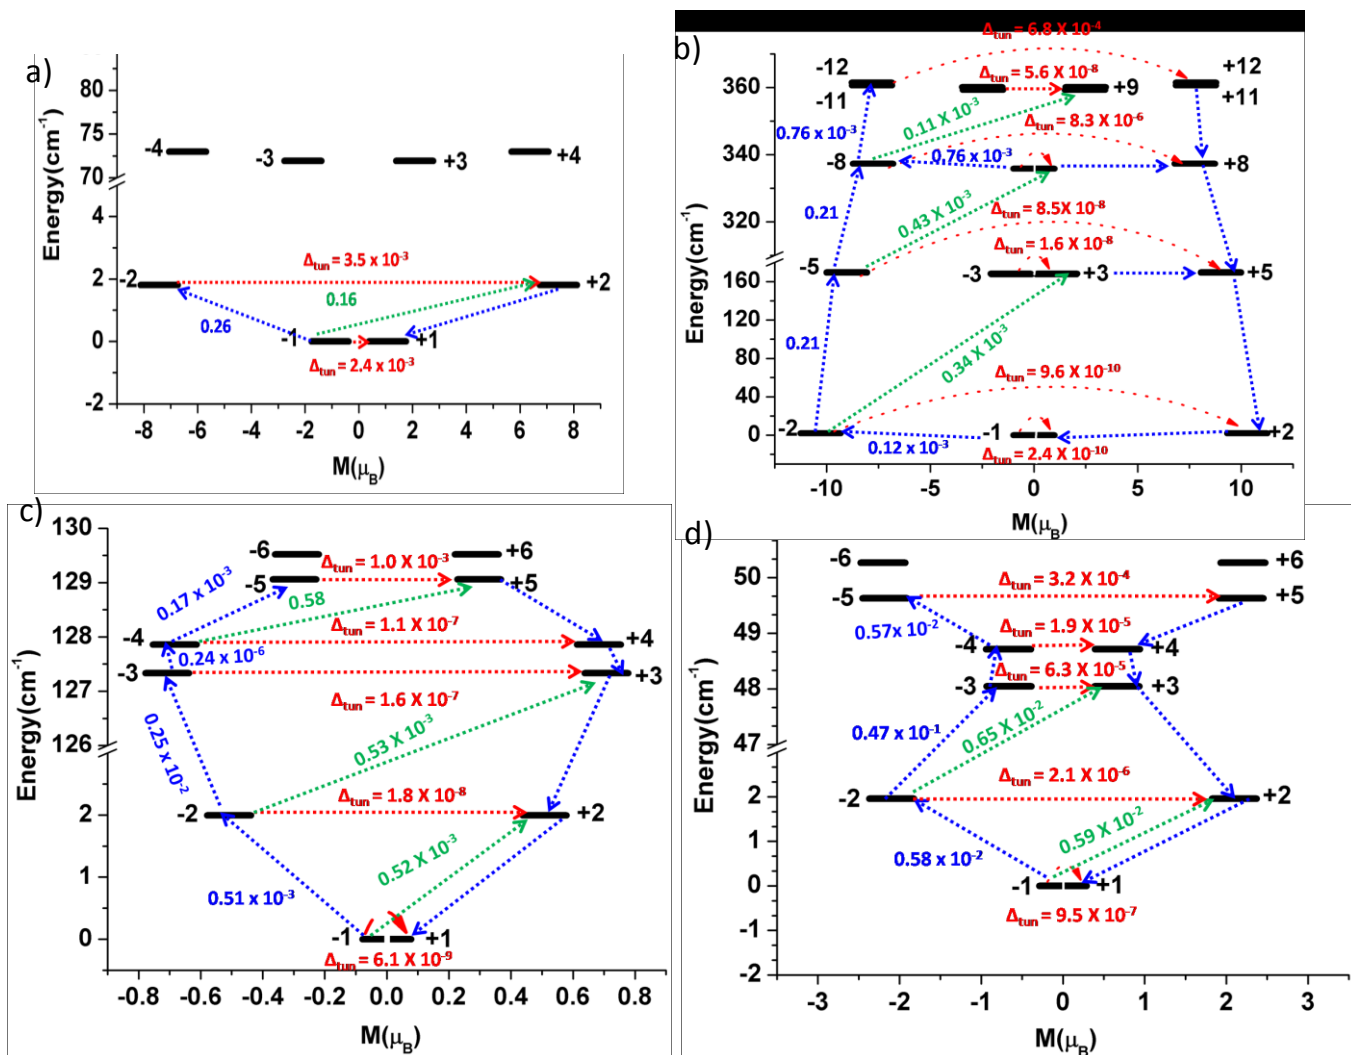 a)
Energy(cm⁻¹)
80
72
70
4
2
0
-2
-4
-3
+3
+4
Δtun = 3.5 x 10⁻³
-2
+2
0.16
0.26
-1
+1
Δtun = 2.4 x 10⁻³
-8 -6 -4 -2 0 2 4 6 8
M(μB)
b)
Energy(cm⁻¹)
360
340
320
160
120
80
40
0
Δtun = 6.8 X 10⁻⁴
-12
+12
Δtun = 5.6 X 10⁻⁸
-11
+9
+11
0.11 X 10⁻³
Δtun = 8.3 X 10⁻⁶
0.76 x 10⁻³
0.76 x 10⁻³
-8
+8
0.43 X 10⁻³
0.21
Δtun = 8.5X 10⁻⁸
Δtun = 1.6 X 10⁻⁸
-5
-3
+3
+5
0.21
0.34 X 10⁻³
Δtun = 9.6 X 10⁻¹⁰
-2
-1
+2
0.12 X 10⁻³
Δtun = 2.4 X 10⁻¹⁰
-10 -5 0 5 10
M(μB)
c)
Energy(cm⁻¹)
130
129
128
127
126
2
1
0
-6
+6
Δtun = 1.0 X 10⁻³
-5
+5
0.17 x 10⁻³
0.58
Δtun = 1.1 X 10⁻⁷
-4
+4
0.24 X 10⁻⁶
-3
+3
Δtun = 1.6 X 10⁻⁷
0.25 X 10⁻²
0.53 X 10⁻³
Δtun = 1.8 X 10⁻⁸
-2
+2
0.52 X 10⁻³
0.51 x 10⁻³
-1
+1
Δtun = 6.1 X 10⁻⁹
-0.8 -0.6 -0.4 -0.2 0.0 0.2 0.4 0.6 0.8
M(μB)
d)
Energy(cm⁻¹)
50
49
48
47
2
1
0
-1
-2
-6
+6
Δtun = 3.2 X 10⁻⁴
-5
+5
0.57x 10⁻²
Δtun = 1.9 X 10⁻⁵
-4
+4
Δtun = 6.3 X 10⁻⁵
-3
+3
0.47 x 10⁻¹
0.65 X 10⁻²
Δtun = 2.1 X 10⁻⁶
-2
+2
0.59 X 10⁻²
0.58 x 10⁻²
-1
+1
Δtun = 9.5 X 10⁻⁷
-3 -2 -1 0 1 2 3
M(μB)